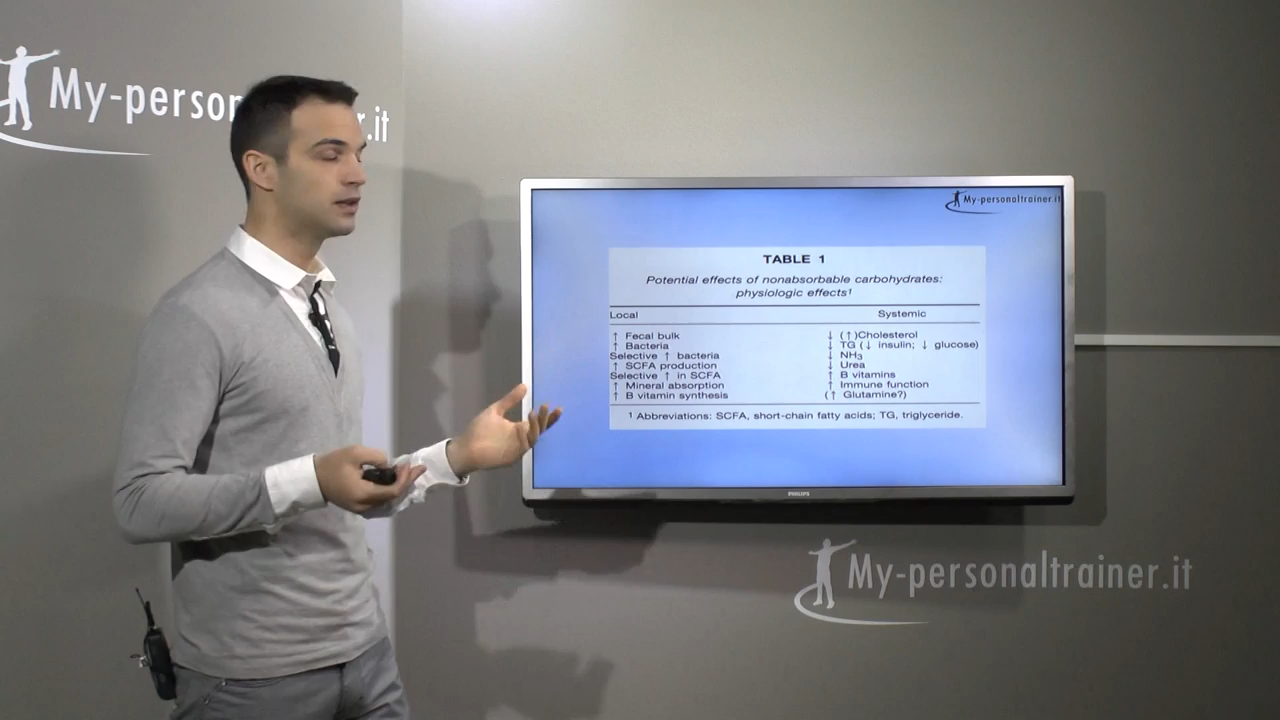 My-person
r.it
My-personaltrainer.it
TABLE 1
Potential effects of nonabsorbable carbohydrates:
physiologic effects¹
Local Systemic
↑ Fecal bulk ↓ (↑)Cholesterol
↑ Bacteria ↓ TG (↓ insulin; ↓ glucose)
Selective ↑ bacteria ↓ NH₃
↑ SCFA production ↓ Urea
Selective ↑ in SCFA ↑ B vitamins
↑ Mineral absorption ↑ Immune function
↑ B vitamin synthesis (↑ Glutamine?)
¹ Abbreviations: SCFA, short-chain fatty acids; TG, triglyceride.
PHILIPS
My-personaltrainer.it